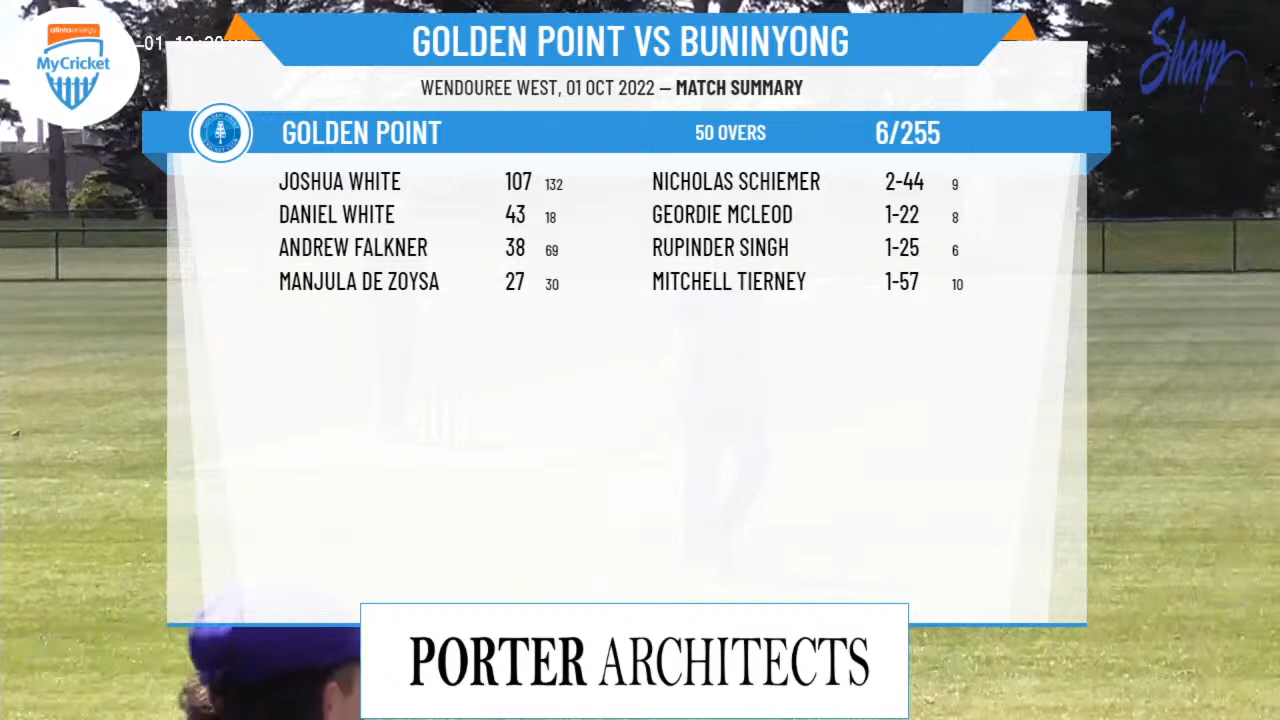 alintaenergy
MyCricket
GOLDEN POINT VS BUNINYONG
Sharp
WENDOUREE WEST, 01 OCT 2022 – MATCH SUMMARY
GOLDEN POINT 50 OVERS 6/255
JOSHUA WHITE 107 132 NICHOLAS SCHIEMER 2-44 9
DANIEL WHITE 43 18 GEORDIE MCLEOD 1-22 8
ANDREW FALKNER 38 69 RUPINDER SINGH 1-25 6
MANJULA DE ZOYSA 27 30 MITCHELL TIERNEY 1-57 10
PORTER ARCHITECTS